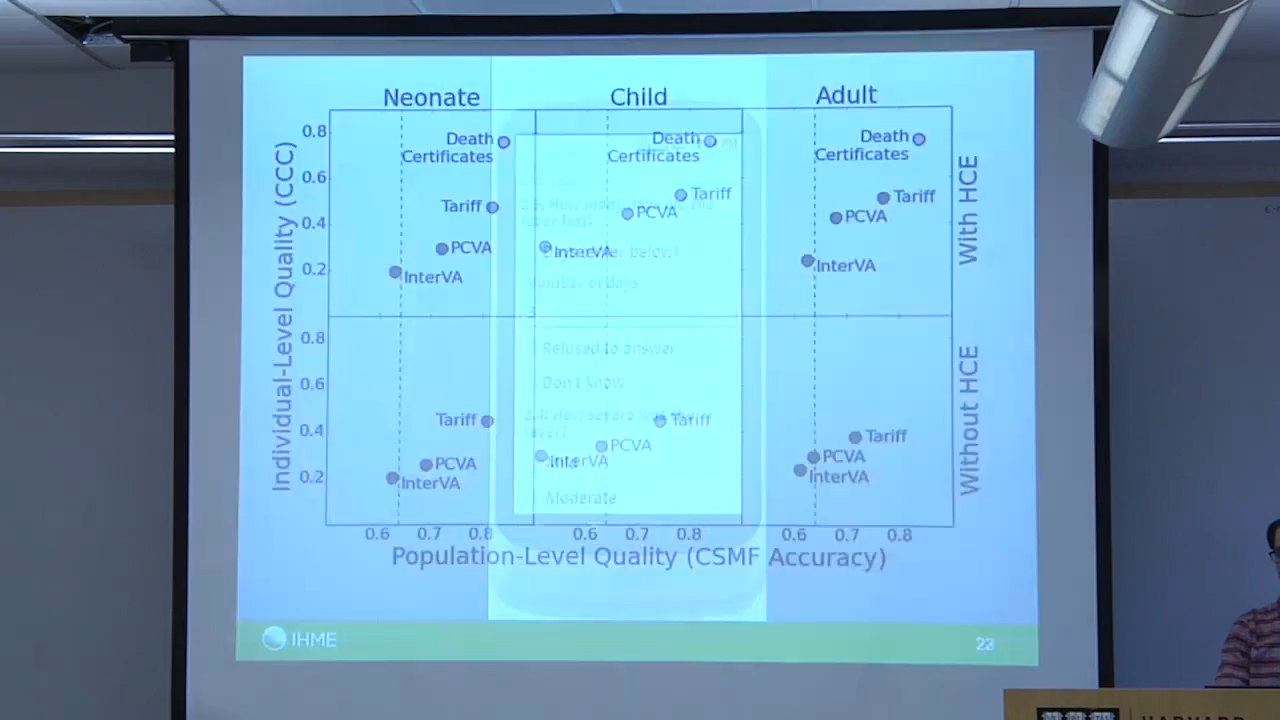 Neonate
Child
Adult
Individual-Level Quality (CCC)
0.8
0.6
0.4
0.2
Death
Certificates
Tariff
PCVA
InterVA
Death
Certificates
Tariff
PCVA
InterVA
Number of days
3
Death
Certificates
Tariff
PCVA
InterVA
With HCE
0.8
0.6
0.4
0.2
Tariff
PCVA
InterVA
Refused to answer
Don't know
Tariff
PCVA
InterVA
Moderate
Tariff
PCVA
InterVA
Without HCE
0.6
0.7
0.8
0.6
0.7
0.8
0.6
0.7
0.8
Population-Level Quality (CSMF Accuracy)
IHME